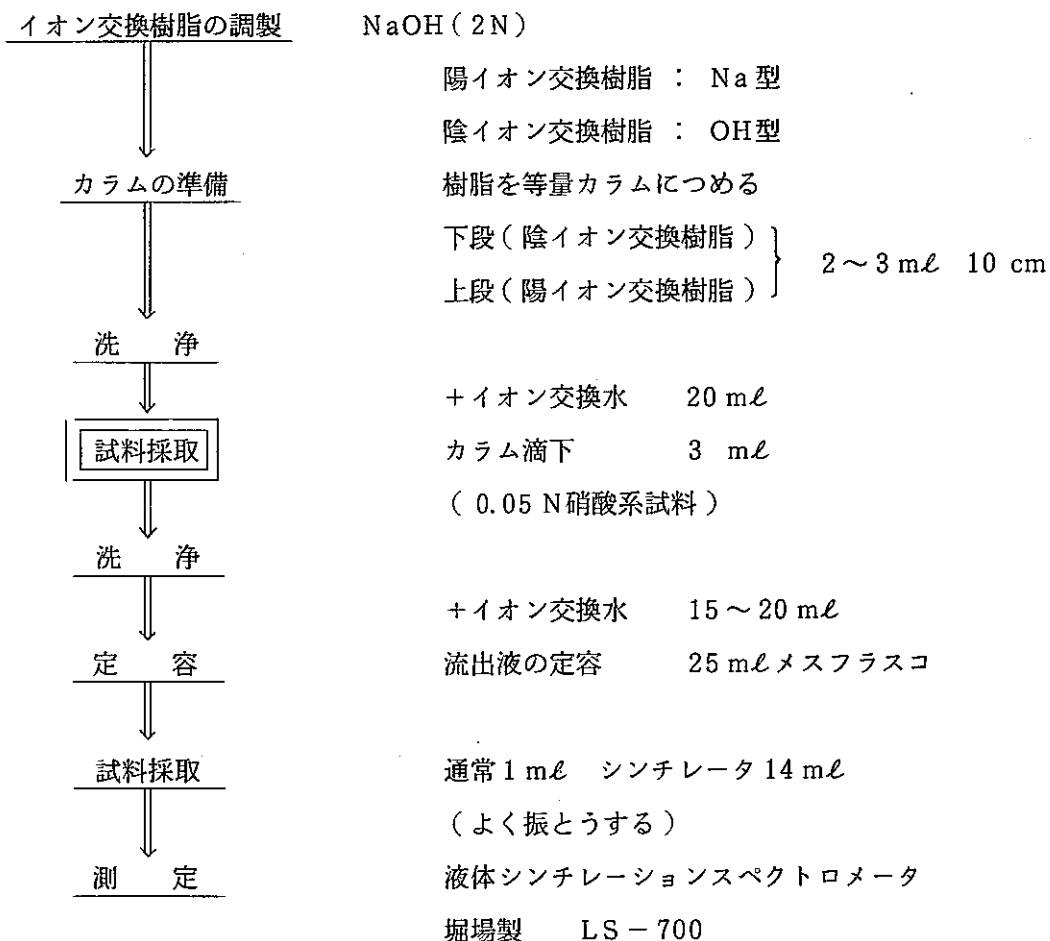 イオン交換樹脂の調製 NaOH(2N)
陽イオン交換樹脂 : Na型
陰イオン交換樹脂 : OH型
カラムの準備 樹脂を等量カラムにつめる
下段(陰イオン交換樹脂)
上段(陽イオン交換樹脂)
2~3mℓ 10 cm
洗 浄
+イオン交換水 20 mℓ
試料採取 カラム滴下 3 mℓ
(0.05 N硝酸系試料)
洗 浄
+イオン交換水 15~20 mℓ
定 容 流出液の定容 25 mℓメスフラスコ
試料採取 通常1mℓ シンチレータ14mℓ
(よく振とうする)
測 定 液体シンチレーションスペクトロメータ
堀場製 LS-700